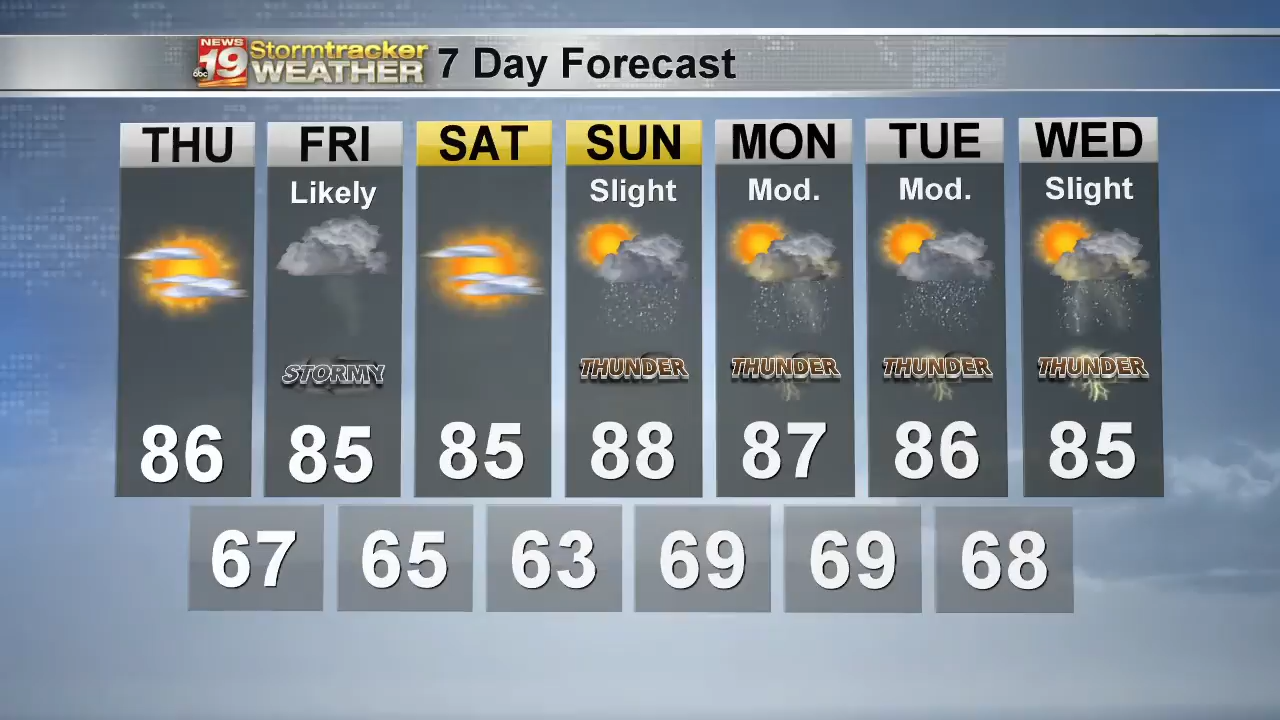 NEWS
abc 19
Stormtracker
WEATHER
7 Day Forecast
THU FRI SAT SUN MON TUE WED
Likely Slight Mod. Mod. Slight
STORMY THUNDER THUNDER THUNDER THUNDER
86 85 85 88 87 86 85
67 65 63 69 69 68